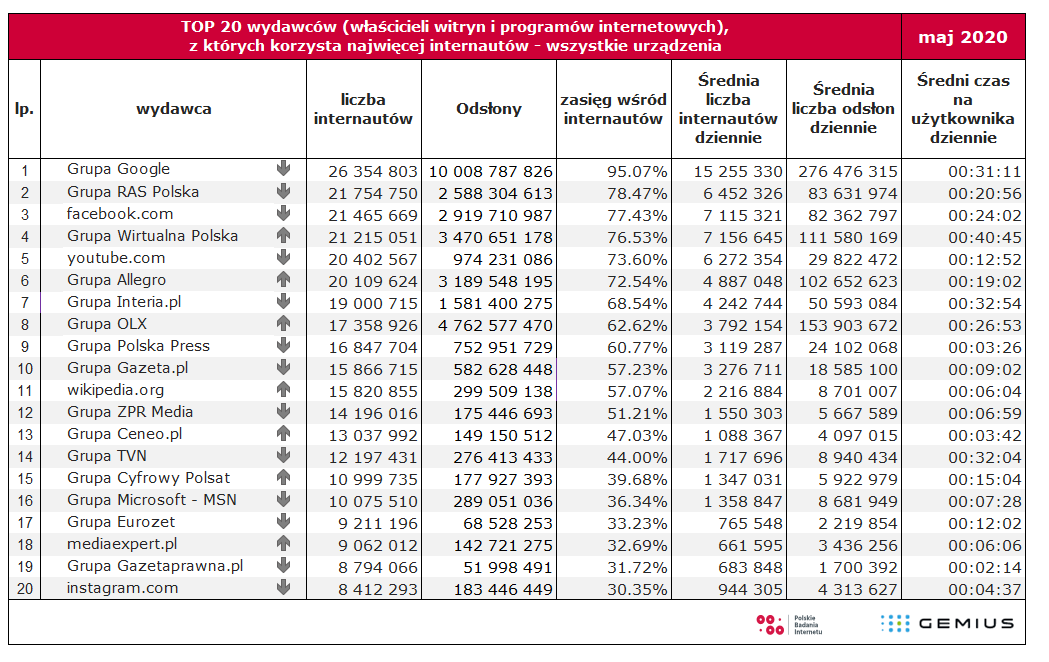 TOP 20 wydawców (właścicieli witryn i programów internetowych),
z których korzysta najwięcej internautów - wszystkie urządzenia
maj 2020
lp. wydawca liczba internautów Odsłony zasięg wśród internautów Średnia liczba internautów dziennie Średnia liczba odsłon dziennie Średni czas na użytkownika dziennie
1 Grupa Google 26 354 803 10 008 787 826 95.07% 15 255 330 276 476 315 00:31:11
2 Grupa RAS Polska 21 754 750 2 588 304 613 78.47% 6 452 326 83 631 974 00:20:56
3 facebook.com 21 465 669 2 919 710 987 77.43% 7 115 321 82 362 797 00:24:02
4 Grupa Wirtualna Polska 21 215 051 3 470 651 178 76.53% 7 156 645 111 580 169 00:40:45
5 youtube.com 20 402 567 974 231 086 73.60% 6 272 354 29 822 472 00:12:52
6 Grupa Allegro 20 109 624 3 189 548 195 72.54% 4 887 048 102 652 623 00:19:02
7 Grupa Interia.pl 19 000 715 1 581 400 275 68.54% 4 242 744 50 593 084 00:32:54
8 Grupa OLX 17 358 926 4 762 577 470 62.62% 3 792 154 153 903 672 00:26:53
9 Grupa Polska Press 16 847 704 752 951 729 60.77% 3 119 287 24 102 068 00:03:26
10 Grupa Gazeta.pl 15 866 715 582 628 448 57.23% 3 276 711 18 585 100 00:09:02
11 wikipedia.org 15 820 855 299 509 138 57.07% 2 216 884 8 701 007 00:06:04
12 Grupa ZPR Media 14 196 016 175 446 693 51.21% 1 550 303 5 667 589 00:06:59
13 Grupa Ceneo.pl 13 037 992 149 150 512 47.03% 1 088 367 4 097 015 00:03:42
14 Grupa TVN 12 197 431 276 413 433 44.00% 1 717 696 8 940 434 00:32:04
15 Grupa Cyfrowy Polsat 10 999 735 177 927 393 39.68% 1 347 031 5 922 979 00:15:04
16 Grupa Microsoft - MSN 10 075 510 289 051 036 36.34% 1 358 847 8 681 949 00:07:28
17 Grupa Eurozet 9 211 196 68 528 253 33.23% 765 548 2 219 854 00:12:02
18 mediaexpert.pl 9 062 012 142 721 275 32.69% 661 595 3 436 256 00:06:06
19 Grupa Gazetaprawna.pl 8 794 066 51 998 491 31.72% 683 848 1 700 392 00:02:14
20 instagram.com 8 412 293 183 446 449 30.35% 944 305 4 313 627 00:04:37
Polskie
Badania
Internetu
GEMIUS